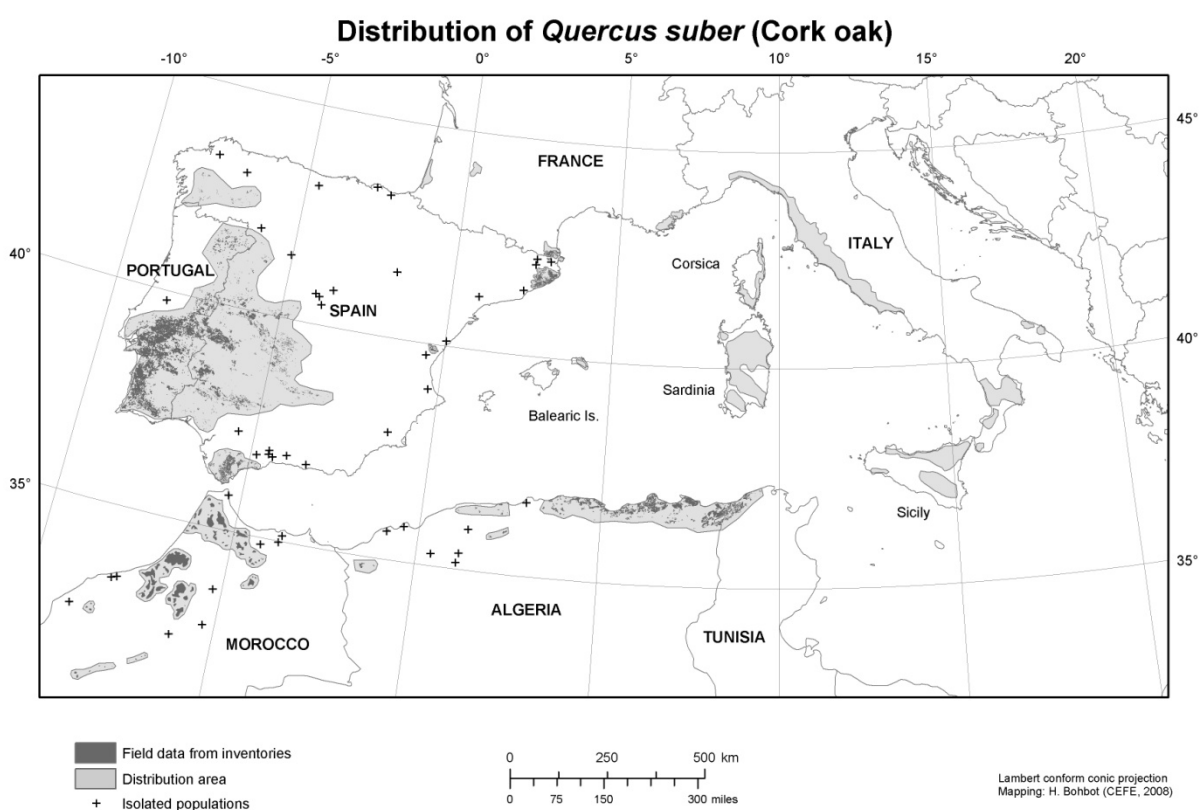 Distribution of Quercus suber (Cork oak)
-10° -5° 0° 5° 10° 15° 20°
45°
FRANCE
ITALY
Corsica
40°
PORTUGAL
SPAIN
40°
Sardinia
Balearic Is.
35°
Sicily
35°
ALGERIA
TUNISIA
MOROCCO
Field data from inventories
Distribution area
+ Isolated populations
0 250 500 km
0 75 150 300 miles
Lambert conform conic projection
Mapping: H. Bohbot (CEFE, 2008)